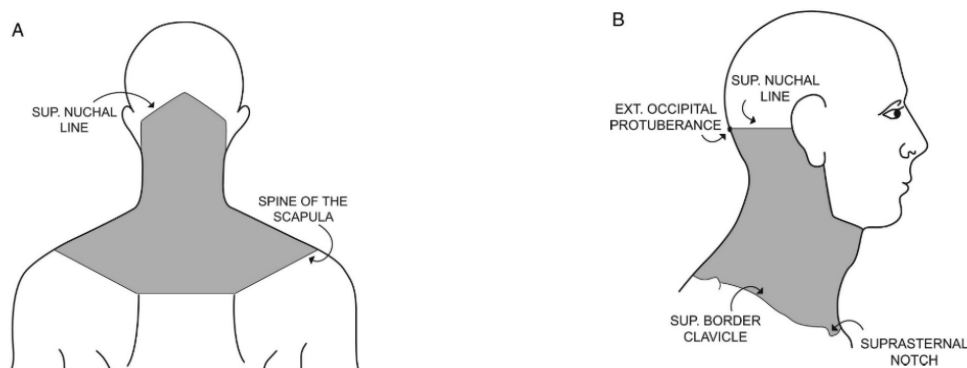 A
SUP. NUCHAL
LINE
SPINE OF THE
SCAPULA
B
SUP. NUCHAL
LINE
EXT. OCCIPITAL
PROTUBERANCE
SUP. BORDER
CLAVICLE
SUPRASTERNAL
NOTCH